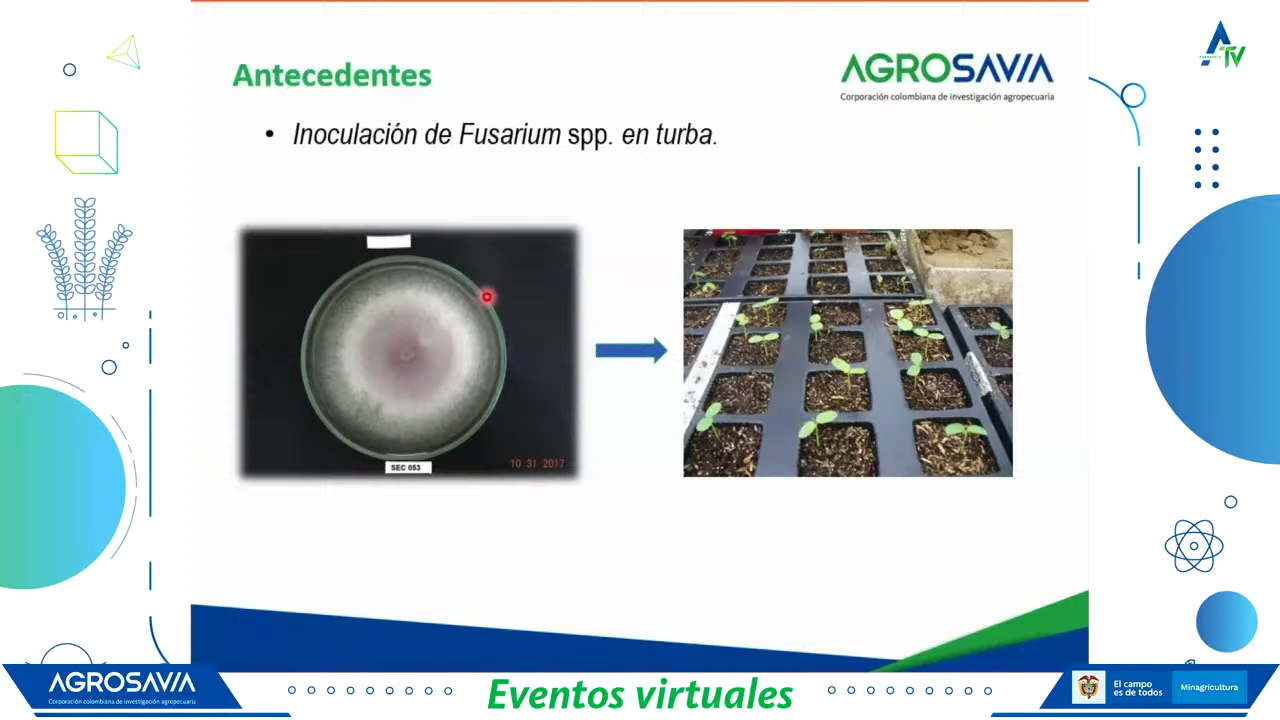 Antecedentes
AGROSAVIA
Corporación colombiana de investigación agropecuaria
ATV
• Inoculación de Fusarium spp. en turba.
SEC 053
10 31 2017
AGROSAVIA
Corporación colombiana de investigación agropecuaria
Eventos virtuales
El campo
es de todos
Minagricultura